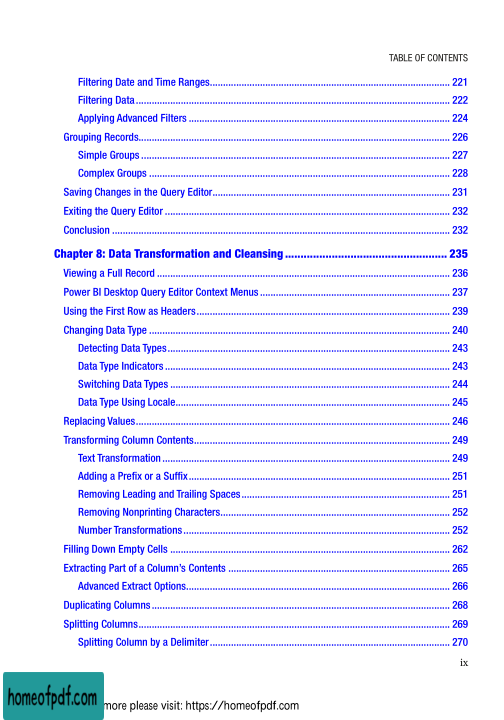 TABLE OF CONTENTS
Filtering Date and Time Ranges........................................................................................... 221
Filtering Data....................................................................................................................... 222
Applying Advanced Filters ................................................................................................... 224
Grouping Records...................................................................................................................... 226
Simple Groups ..................................................................................................................... 227
Complex Groups .................................................................................................................. 228
Saving Changes in the Query Editor.......................................................................................... 231
Exiting the Query Editor ............................................................................................................ 232
Conclusion ................................................................................................................................ 232
Chapter 8: Data Transformation and Cleansing .................................................... 235
Viewing a Full Record ............................................................................................................... 236
Power BI Desktop Query Editor Context Menus ........................................................................ 237
Using the First Row as Headers................................................................................................ 239
Changing Data Type .................................................................................................................. 240
Detecting Data Types........................................................................................................... 243
Data Type Indicators ............................................................................................................ 243
Switching Data Types .......................................................................................................... 244
Data Type Using Locale........................................................................................................ 245
Replacing Values....................................................................................................................... 246
Transforming Column Contents................................................................................................. 249
Text Transformation ............................................................................................................. 249
Adding a Prefix or a Suffix................................................................................................... 251
Removing Leading and Trailing Spaces............................................................................... 251
Removing Nonprinting Characters....................................................................................... 252
Number Transformations ..................................................................................................... 252
Filling Down Empty Cells .......................................................................................................... 262
Extracting Part of a Column’s Contents .................................................................................... 265
Advanced Extract Options.................................................................................................... 266
Duplicating Columns ................................................................................................................. 268
Splitting Columns...................................................................................................................... 269
Splitting Column by a Delimiter........................................................................................... 270
ix
homeofpdf.com
more please visit: https://homeofpdf.com